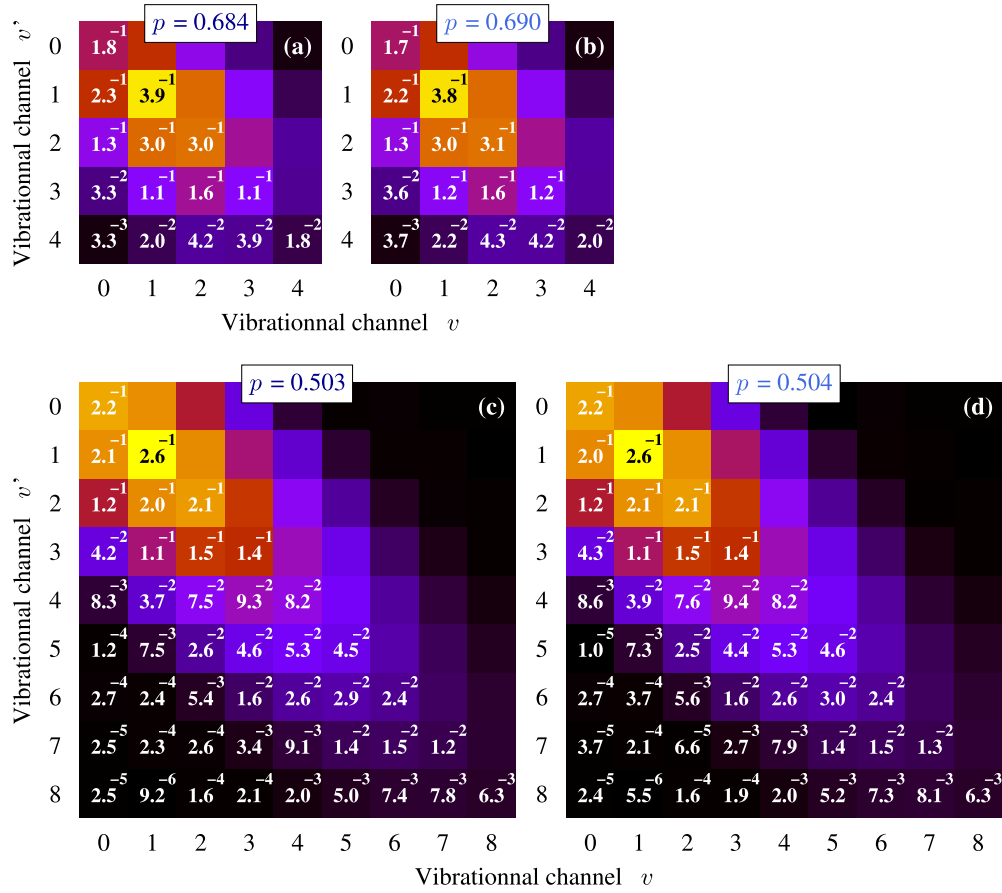 p = 0.684 p = 0.690
(a) (b)
0 1.8⁻¹ 0 1.7⁻¹
1 2.3⁻¹ 3.9⁻¹ 1 2.2⁻¹ 3.8⁻¹
2 1.3⁻¹ 3.0⁻¹ 3.0⁻¹ 2 1.3⁻¹ 3.0⁻¹ 3.1⁻¹
3 3.3⁻² 1.1⁻¹ 1.6⁻¹ 1.1⁻¹ 3 3.6⁻² 1.2⁻¹ 1.6⁻¹ 1.2⁻¹
4 3.3⁻³ 2.0⁻² 4.2⁻² 3.9⁻² 1.8⁻² 4 3.7⁻³ 2.2⁻² 4.3⁻² 4.2⁻² 2.0⁻²
0 1 2 3 4 0 1 2 3 4
Vibrationnal channel v'
Vibrationnal channel v
p = 0.503 p = 0.504
(c) (d)
0 2.2⁻¹ 0 2.2⁻¹
1 2.1⁻¹ 2.6⁻¹ 1 2.0⁻¹ 2.6⁻¹
2 1.2⁻¹ 2.0⁻¹ 2.1⁻¹ 2 1.2⁻¹ 2.1⁻¹ 2.1⁻¹
3 4.2⁻² 1.1⁻¹ 1.5⁻¹ 1.4⁻¹ 3 4.3⁻² 1.1⁻¹ 1.5⁻¹ 1.4⁻¹
4 8.3⁻³ 3.7⁻² 7.5⁻² 9.3⁻² 8.2⁻² 4 8.6⁻³ 3.9⁻² 7.6⁻² 9.4⁻² 8.2⁻²
5 1.2⁻⁴ 7.5⁻³ 2.6⁻² 4.6⁻² 5.3⁻² 4.5⁻² 5 1.0⁻⁵ 7.3⁻³ 2.5⁻² 4.4⁻² 5.3⁻² 4.6⁻²
6 2.7⁻⁴ 2.4⁻⁴ 5.4⁻³ 1.6⁻² 2.6⁻² 2.9⁻² 2.4⁻² 6 2.7⁻⁴ 3.7⁻⁴ 5.6⁻³ 1.6⁻² 2.6⁻² 3.0⁻² 2.4⁻²
7 2.5⁻⁵ 2.3⁻⁴ 2.6⁻⁴ 3.4⁻³ 9.1⁻³ 1.4⁻² 1.5⁻² 1.2⁻² 7 3.7⁻⁵ 2.1⁻⁴ 6.6⁻⁵ 2.7⁻³ 7.9⁻³ 1.4⁻² 1.5⁻² 1.3⁻²
8 2.5⁻⁵ 9.2⁻⁶ 1.6⁻⁴ 2.1⁻⁴ 2.0⁻³ 5.0⁻³ 7.4⁻³ 7.8⁻³ 6.3⁻³ 8 2.4⁻⁵ 5.5⁻⁶ 1.6⁻⁴ 1.9⁻⁴ 2.0⁻³ 5.2⁻³ 7.3⁻³ 8.1⁻³ 6.3⁻³
0 1 2 3 4 5 6 7 8 0 1 2 3 4 5 6 7 8
Vibrationnal channel v'
Vibrationnal channel v